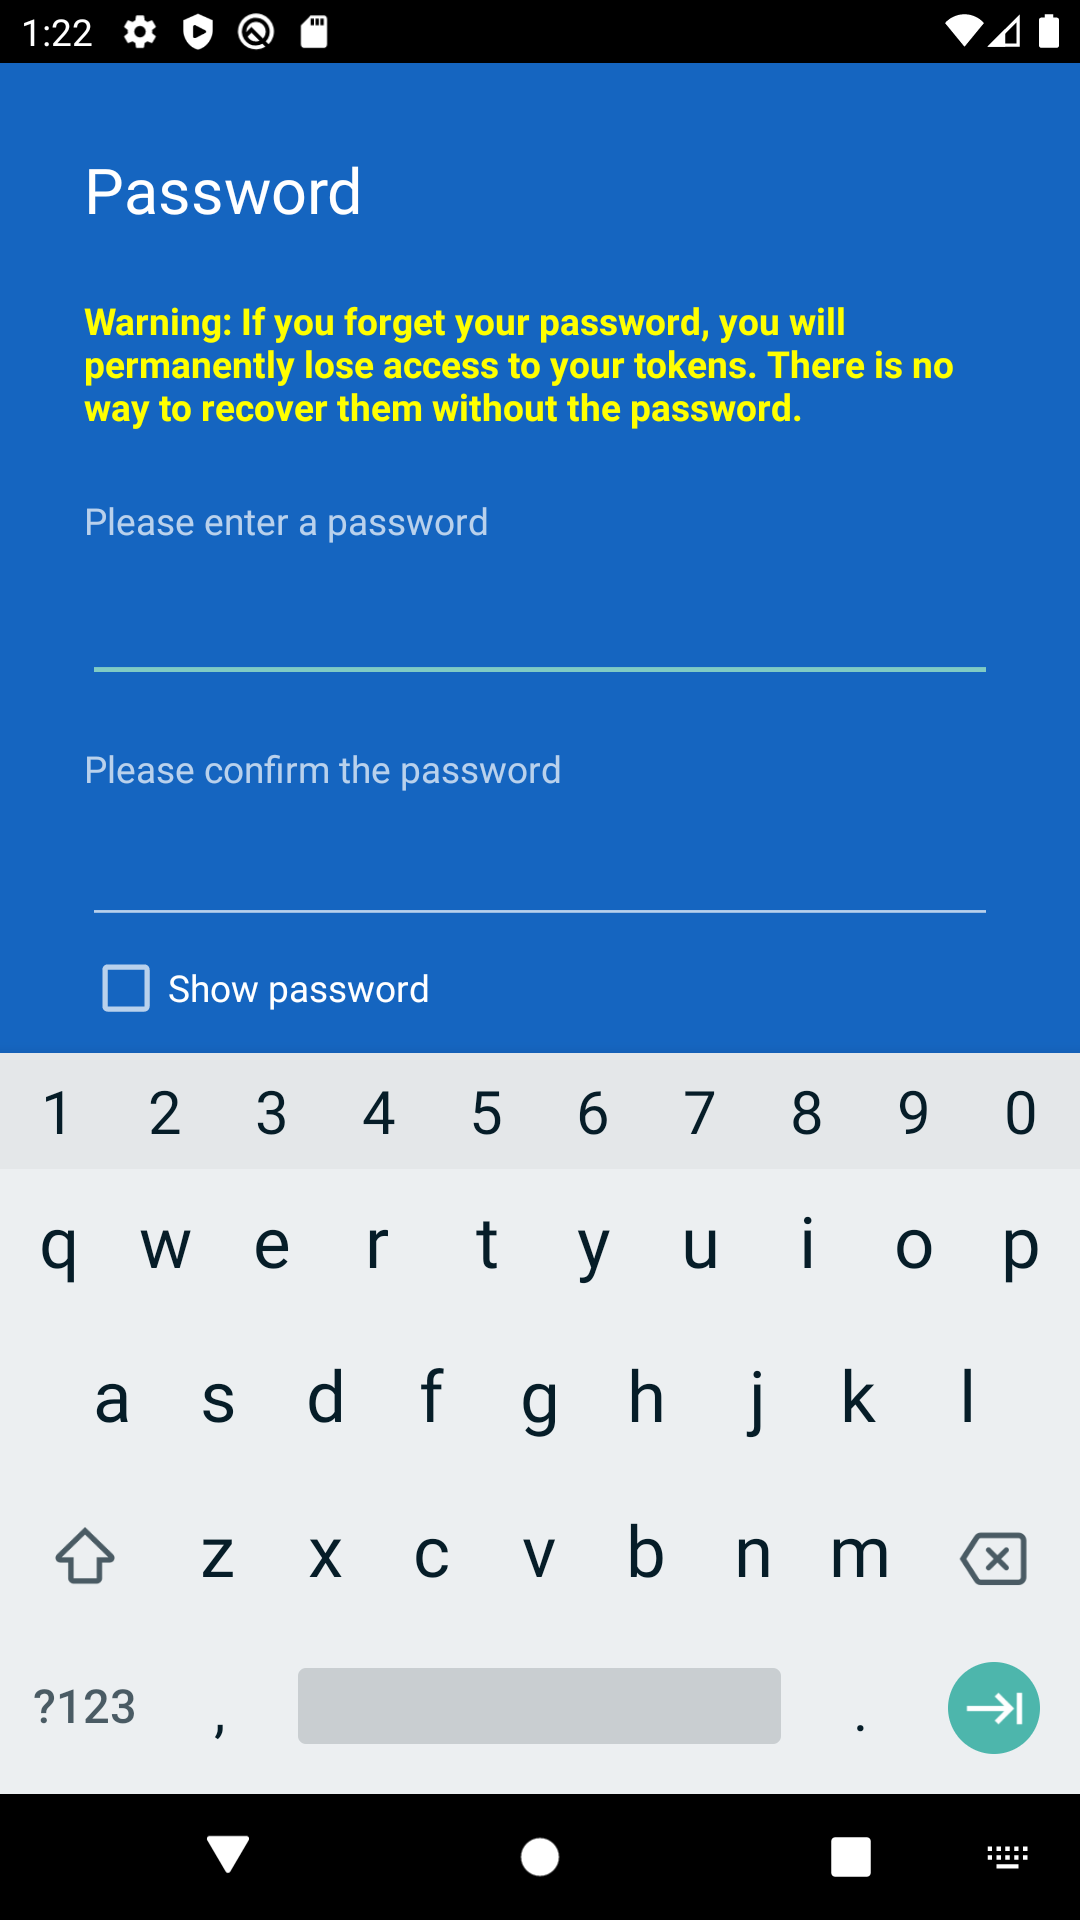 1:22
Password
Warning: If you forget your password, you will
permanently lose access to your tokens. There is no
way to recover them without the password.
Please enter a password
Please confirm the password
Show password
1 2 3 4 5 6 7 8 9 0
q w e r t y u i o p
a s d f g h j k l
z x c v b n m
?123 , .